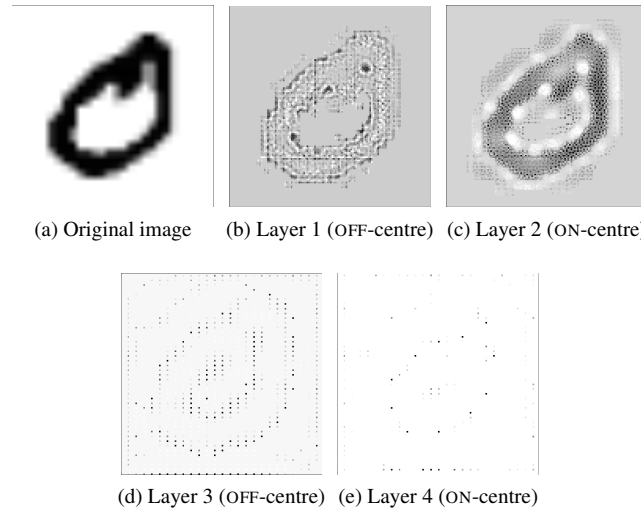 (a) Original image
(b) Layer 1 (OFF-centre)
(c) Layer 2 (ON-centre)
(d) Layer 3 (OFF-centre)
(e) Layer 4 (ON-centre)